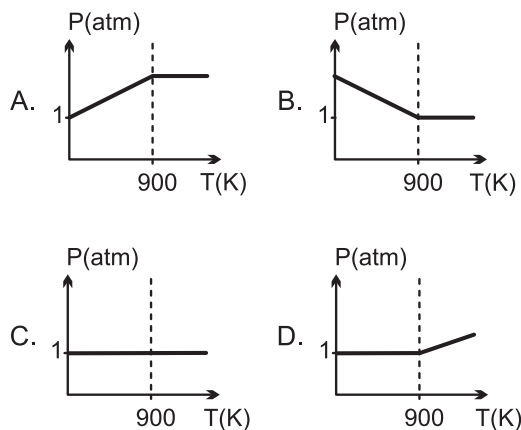 P(atm)
A.
1
900 T(K)
P(atm)
B.
1
900 T(K)
P(atm)
C.
1
900 T(K)
P(atm)
D.
1
900 T(K)